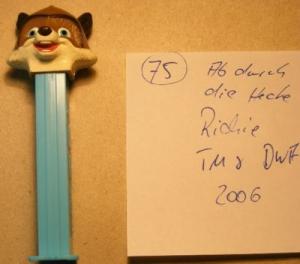 75 Ab durch
die Hecke
Richie
TM & DWA
2006